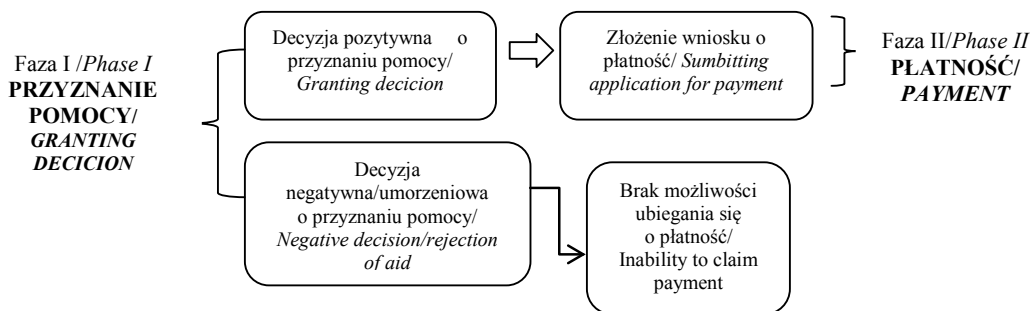 Faza I /Phase I
PRZYZNANIE
POMOCY/
GRANTING
DECICION
Decyzja pozytywna o
przyznaniu pomocy/
Granting decicion
Złożenie wniosku o
płatność/ Sumbitting
application for payment
Faza II/Phase II
PŁATNOŚĆ/
PAYMENT
Decyzja
negatywna/umorzeniowa
o przyznaniu pomocy/
Negative decision/rejection
of aid
Brak możliwości
ubiegania się
o płatność/
Inability to claim
payment